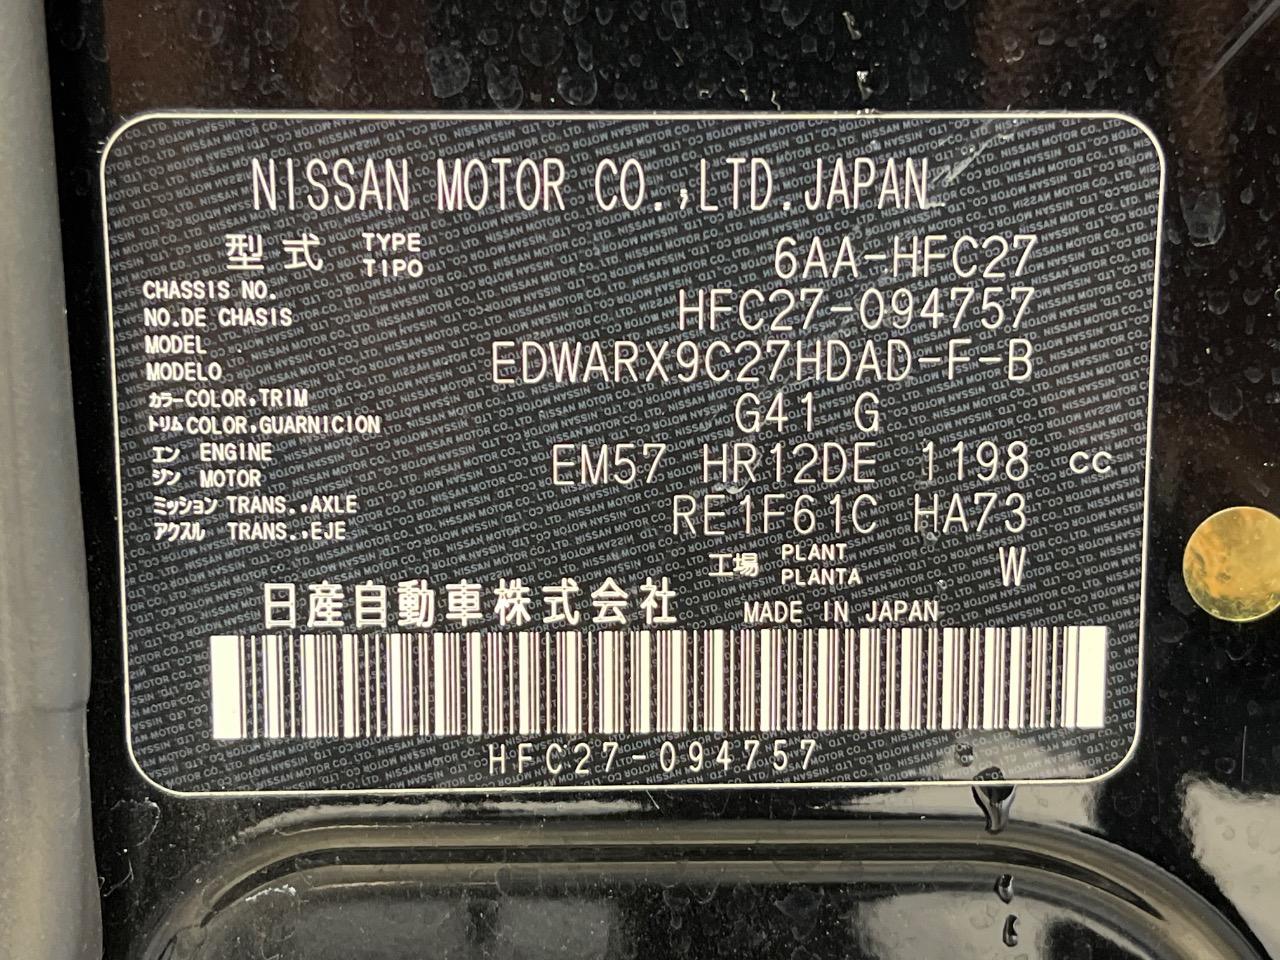 NISSAN MOTOR CO.,LTD.JAPAN
型式 TYPE TIPO 6AA-HFC27
CHASSIS NO.
NO.DE CHASIS HFC27-094757
MODEL
MODELO EDWARX9C27HDAD-F-B
カラー COLOR,TRIM
トリム COLOR,GUARNICION G41 G
エン ENGINE
ジン MOTOR EM57 HR12DE 1198 cc
ミッション TRANS.,AXLE
アクスル TRANS.,EJE RE1F61C HA73
工場 PLANT PLANTA W
日産自動車株式会社 MADE IN JAPAN
HFC27-094757